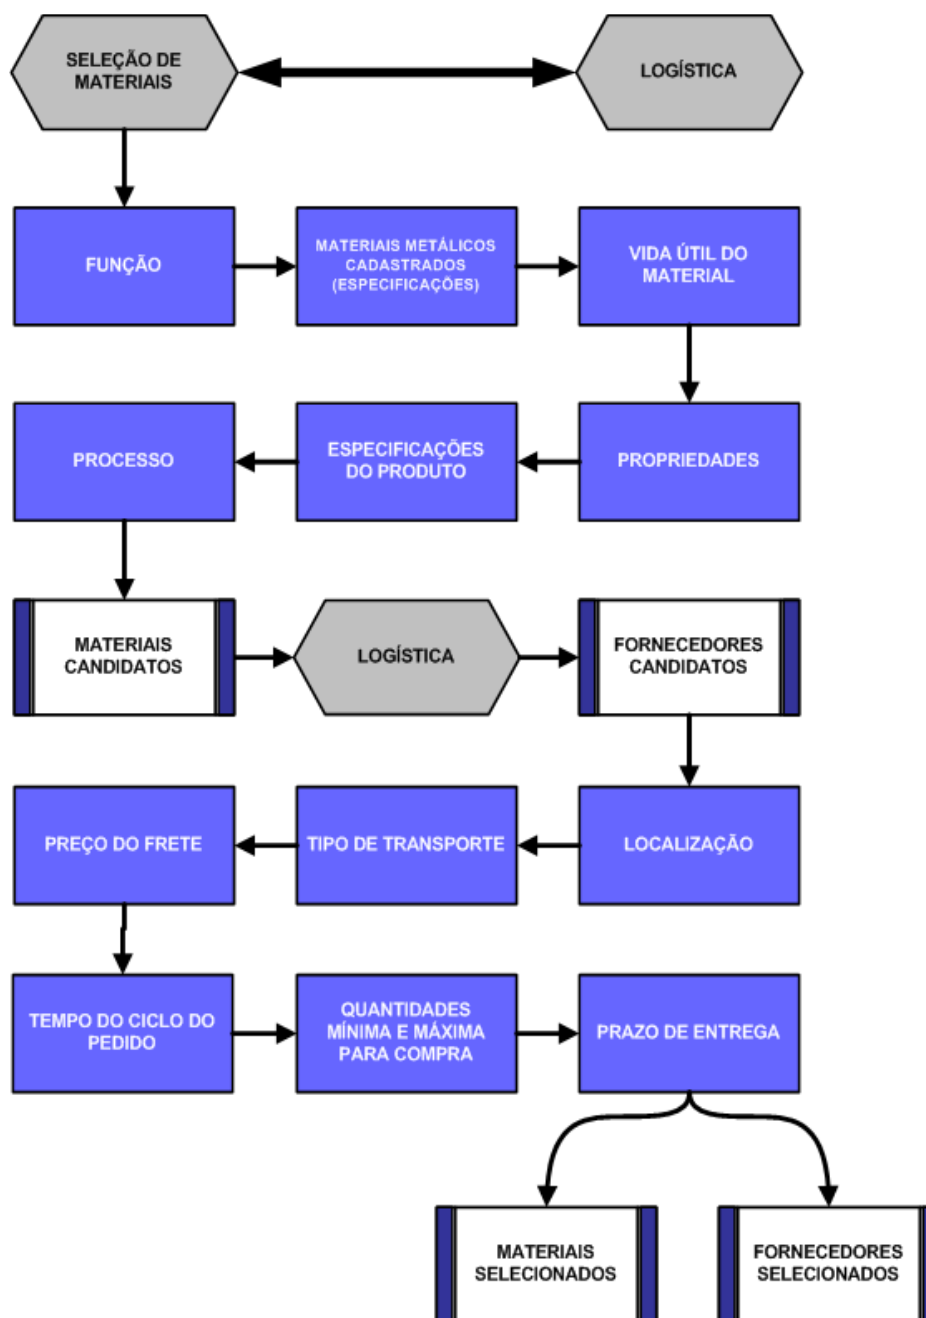 SELEÇÃO DE
MATERIAIS
LOGÍSTICA
FUNÇÃO
MATERIAIS METÁLICOS
CADASTRADOS
(ESPECIFICAÇÕES)
VIDA ÚTIL DO
MATERIAL
PROCESSO
ESPECIFICAÇÕES
DO PRODUTO
PROPRIEDADES
MATERIAIS
CANDIDATOS
LOGÍSTICA
FORNECEDORES
CANDIDATOS
PREÇO DO FRETE
TIPO DE TRANSPORTE
LOCALIZAÇÃO
TEMPO DO CICLO DO
PEDIDO
QUANTIDADES
MÍNIMA E MÁXIMA
PARA COMPRA
PRAZO DE ENTREGA
MATERIAIS
SELECIONADOS
FORNECEDORES
SELECIONADOS